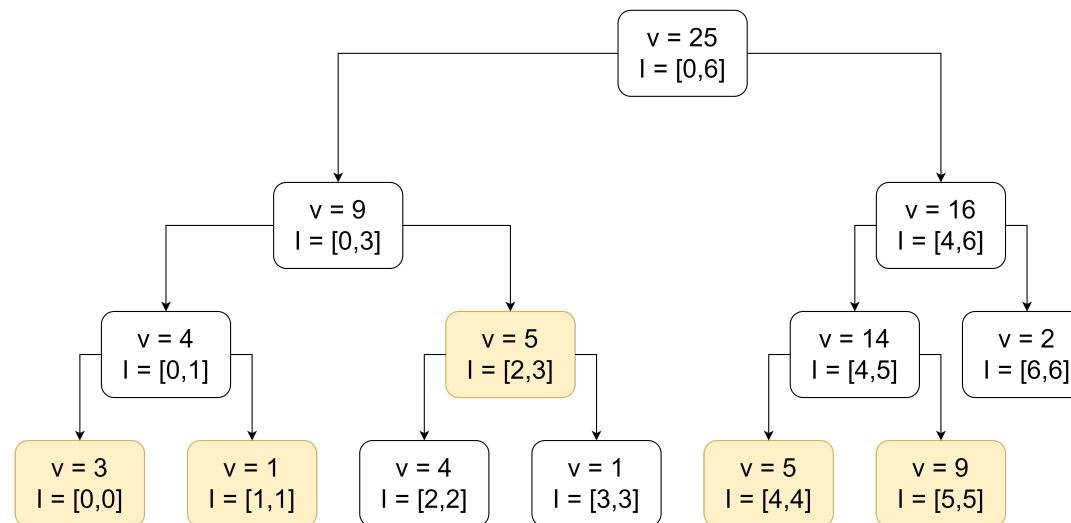 v = 25
I = [0,6]
v = 9
I = [0,3]
v = 16
I = [4,6]
v = 4
I = [0,1]
v = 5
I = [2,3]
v = 14
I = [4,5]
v = 2
I = [6,6]
v = 3
I = [0,0]
v = 1
I = [1,1]
v = 4
I = [2,2]
v = 1
I = [3,3]
v = 5
I = [4,4]
v = 9
I = [5,5]